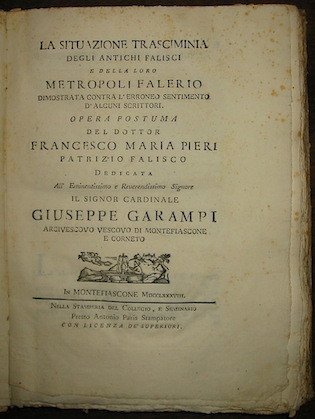 LA SITUAZIONE TRASCIMINIA
DEGLI ANTICHI FALISCI
E DELLA LORO
METROPOLI FALERIO
DIMOSTRATA CONTRA L'ERRONEO SENTIMENTO
D'ALCUNI SCRITTORI.
OPERA POSTUMA
DEL DOTTOR
FRANCESCO MARIA PIERI
PATRIZIO FALISCO
DEDICATA
All' Eminentissimo e Reverendissimo Signore
IL SIGNOR CARDINALE
GIUSEPPE GARAMPI
ARCIVESCOVO VESCOVO DI MONTEFIASCONE
E CORNETO
IN MONTEFIASCONE MDCCLXXXVIII.
NELLA STAMPERIA DEL COLLEGIO, E SEMINARIO
Presso Antonio Paris Stampatore
CON LICENZA DE' SUPERIORI.